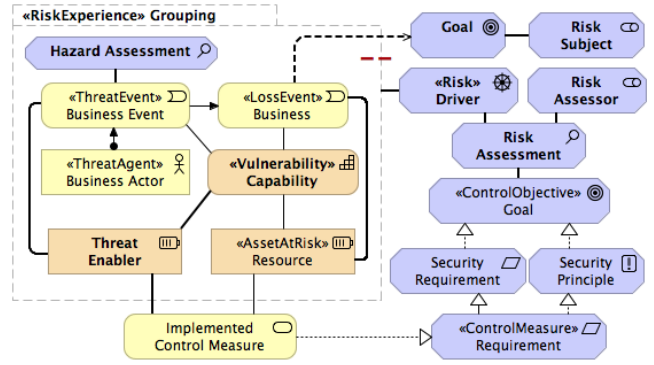 «RiskExperience» Grouping
Hazard Assessment
«ThreatEvent»
Business Event
«LossEvent»
Business
«ThreatAgent»
Business Actor
«Vulnerability»
Capability
Threat
Enabler
«AssetAtRisk»
Resource
Implemented
Control Measure
Goal
Risk
Subject
«Risk»
Driver
Risk
Assessor
Risk
Assessment
«ControlObjective»
Goal
Security
Requirement
Security
Principle
«ControlMeasure»
Requirement